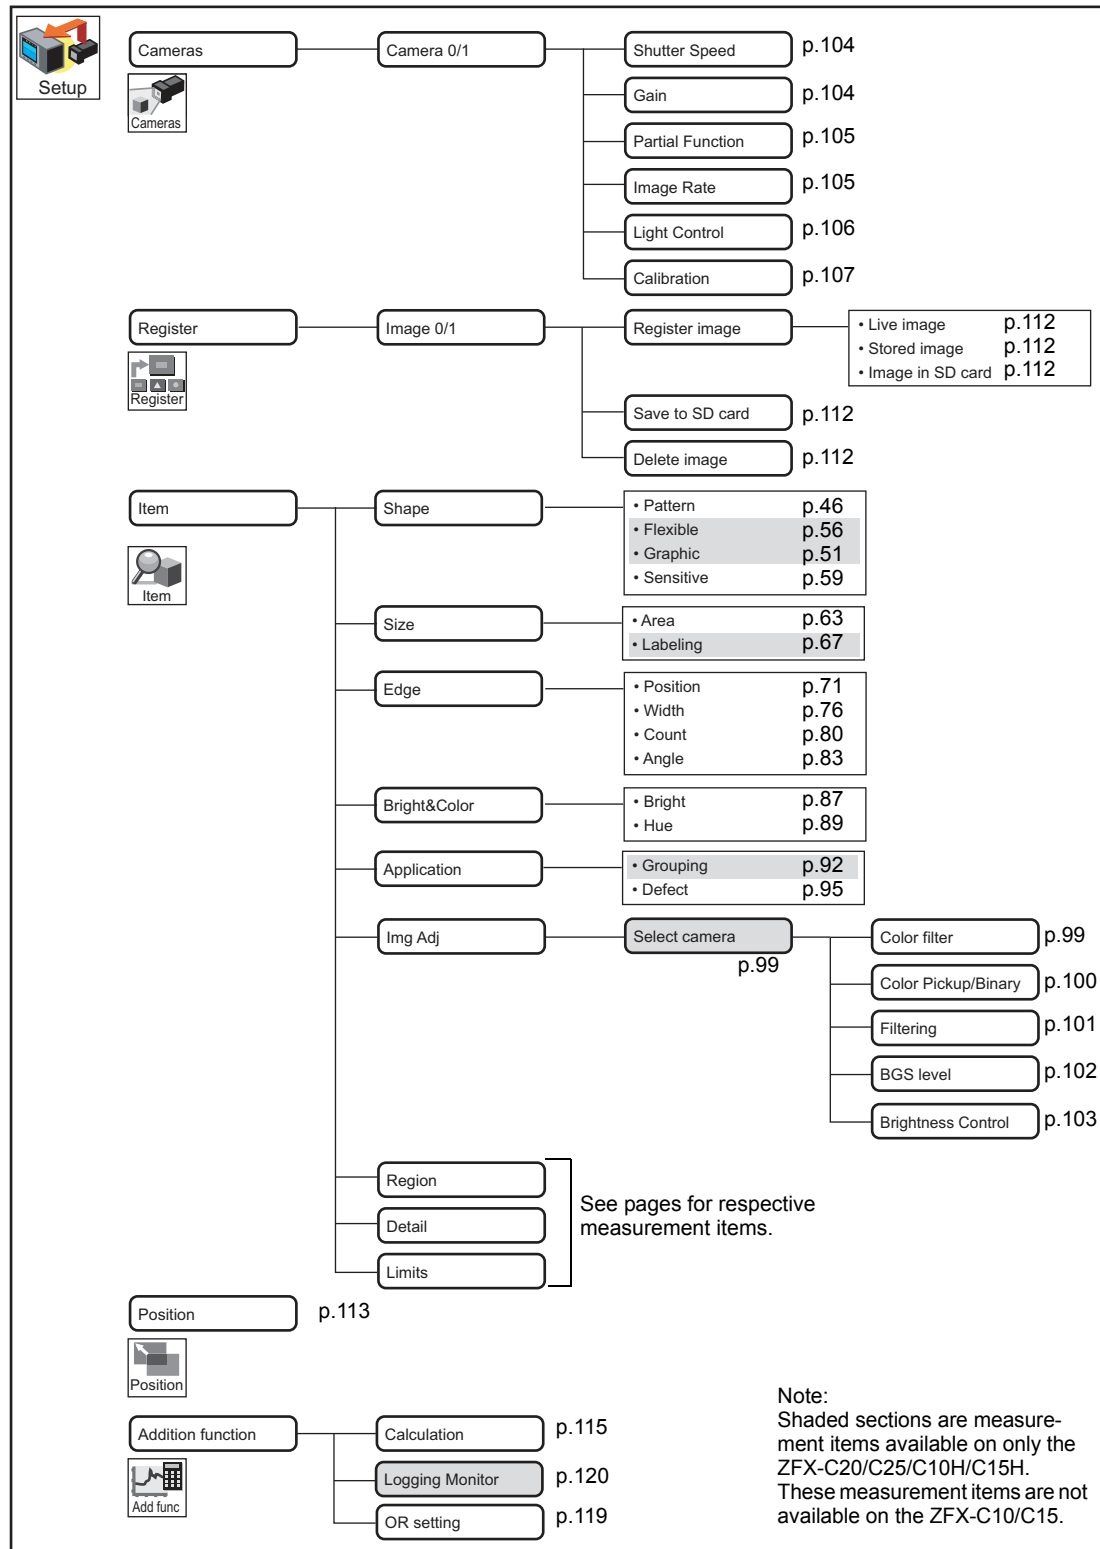 Setup
Cameras
Camera 0/1
Shutter Speed p.104
Cameras
Gain p.104
Partial Function p.105
Image Rate p.105
Light Control p.106
Calibration p.107
Register
Image 0/1
Register image
• Live image p.112
• Stored image p.112
• Image in SD card p.112
Register
Save to SD card p.112
Delete image p.112
Item
Shape
• Pattern p.46
• Flexible p.56
• Graphic p.51
• Sensitive p.59
Item
Size
• Area p.63
• Labeling p.67
Edge
• Position p.71
• Width p.76
• Count p.80
• Angle p.83
Bright&Color
• Bright p.87
• Hue p.89
Application
• Grouping p.92
• Defect p.95
Img Adj
Select camera
p.99
Color filter p.99
Color Pickup/Binary p.100
Filtering p.101
BGS level p.102
Brightness Control p.103
Region
Detail
Limits
See pages for respective
measurement items.
Position p.113
Position
Addition function
Calculation p.115
Add func
Logging Monitor p.120
OR setting p.119
Note:
Shaded sections are measure-
ment items available on only the
ZFX-C20/C25/C10H/C15H.
These measurement items are not
available on the ZFX-C10/C15.